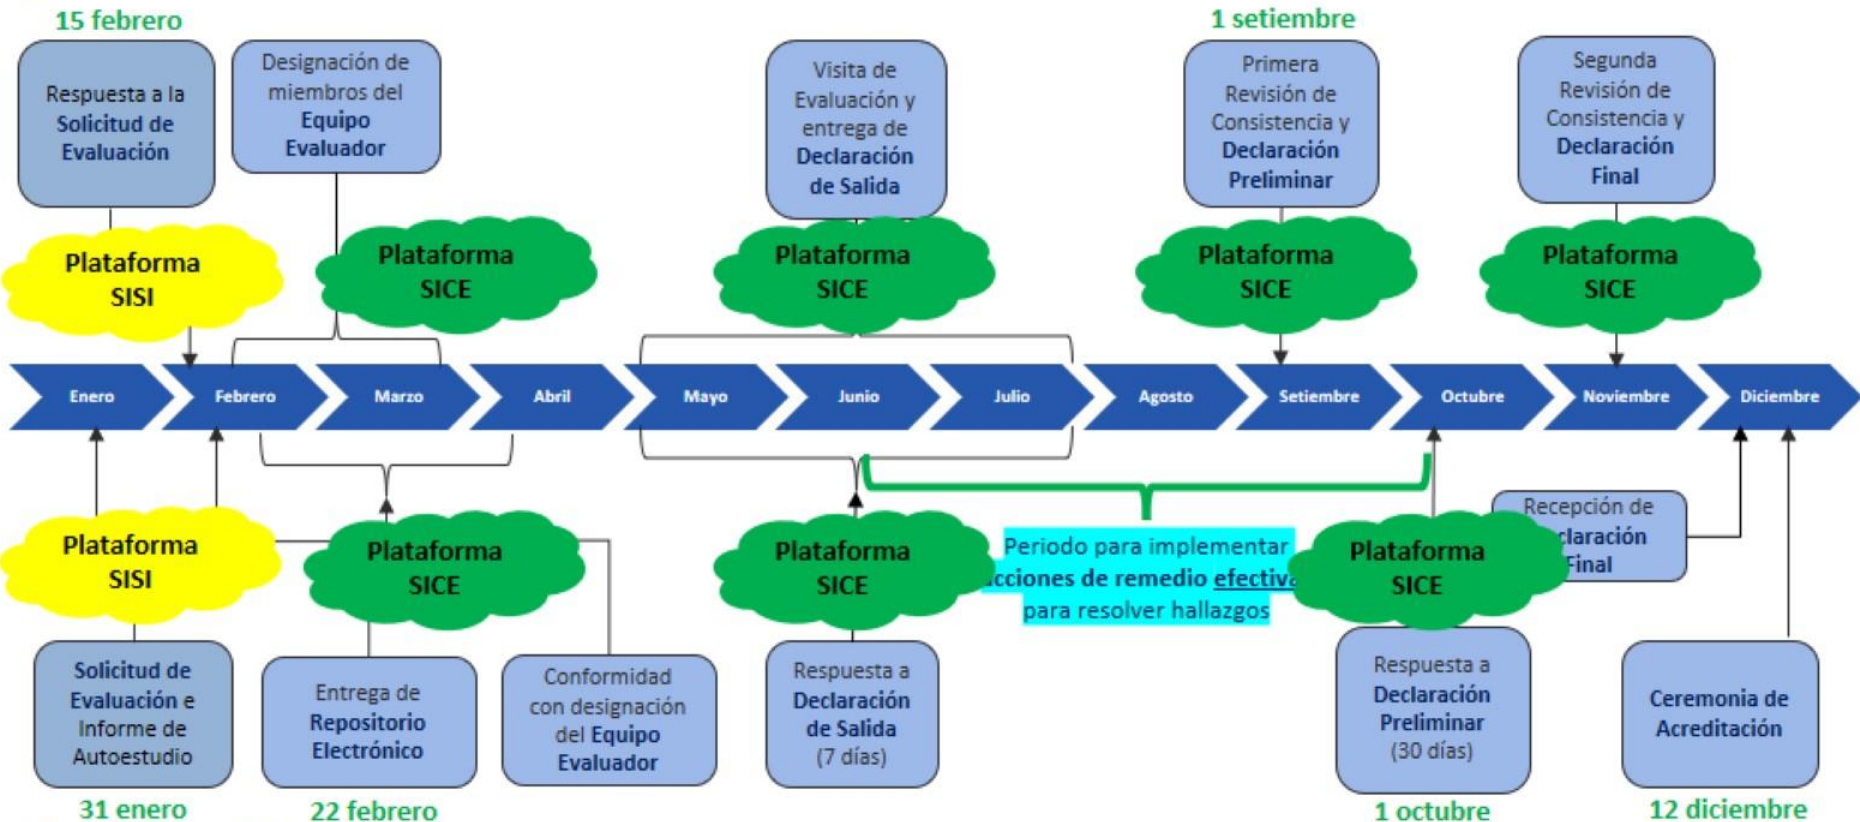 15 febrero
Respuesta a la
Solicitud de
Evaluación
Designación de
miembros del
Equipo
Evaluador
Visita de
Evaluación y
entrega de
Declaración
de Salida
1 setiembre
Primera
Revisión de
Consistencia y
Declaración
Preliminar
Segunda
Revisión de
Consistencia y
Declaración
Final
Plataforma
SISI
Plataforma
SICE
Plataforma
SICE
Plataforma
SICE
Plataforma
SICE
Enero
Febrero
Marzo
Abril
Mayo
Junio
Julio
Agosto
Setiembre
Octubre
Noviembre
Diciembre
Plataforma
SISI
Plataforma
SICE
Plataforma
SICE
Periodo para implementar
cciones de remedio efectiva
para resolver hallazgos
Plataforma
SICE
Recepción de
claración
Final
Solicitud de
Evaluación e
Informe de
Autoestudio
31 enero
Entrega de
Repositorio
Electrónico
22 febrero
Conformidad
con designación
del Equipo
Evaluador
Respuesta a
Declaración
de Salida
(7 días)
Respuesta a
Declaración
Preliminar
(30 días)
1 octubre
Ceremonia de
Acreditación
12 diciembre